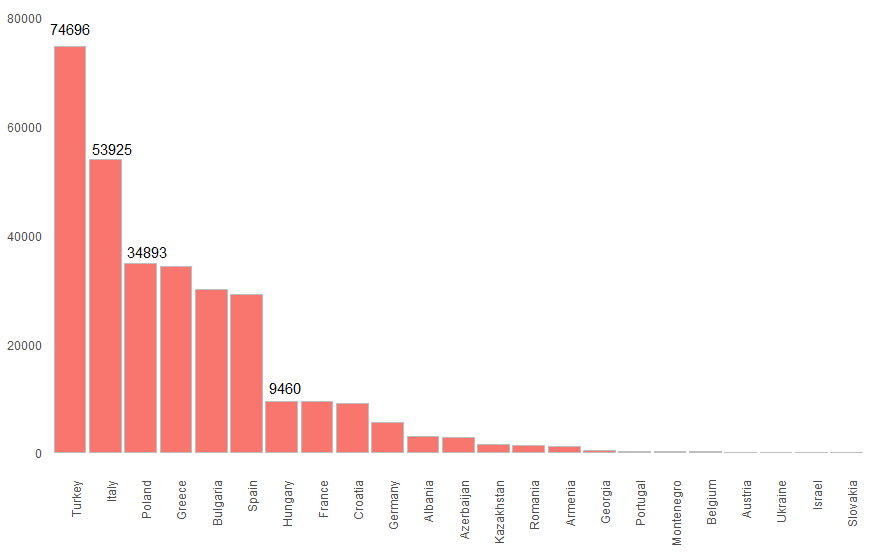 80000
74696
60000
53925
40000
34893
20000
9460
0
Turkey
Italy
Poland
Greece
Bulgaria
Spain
Hungary
France
Croatia
Germany
Albania
Azerbaijan
Kazakhstan
Romania
Armenia
Georgia
Portugal
Montenegro
Belgium
Austria
Ukraine
Israel
Slovakia